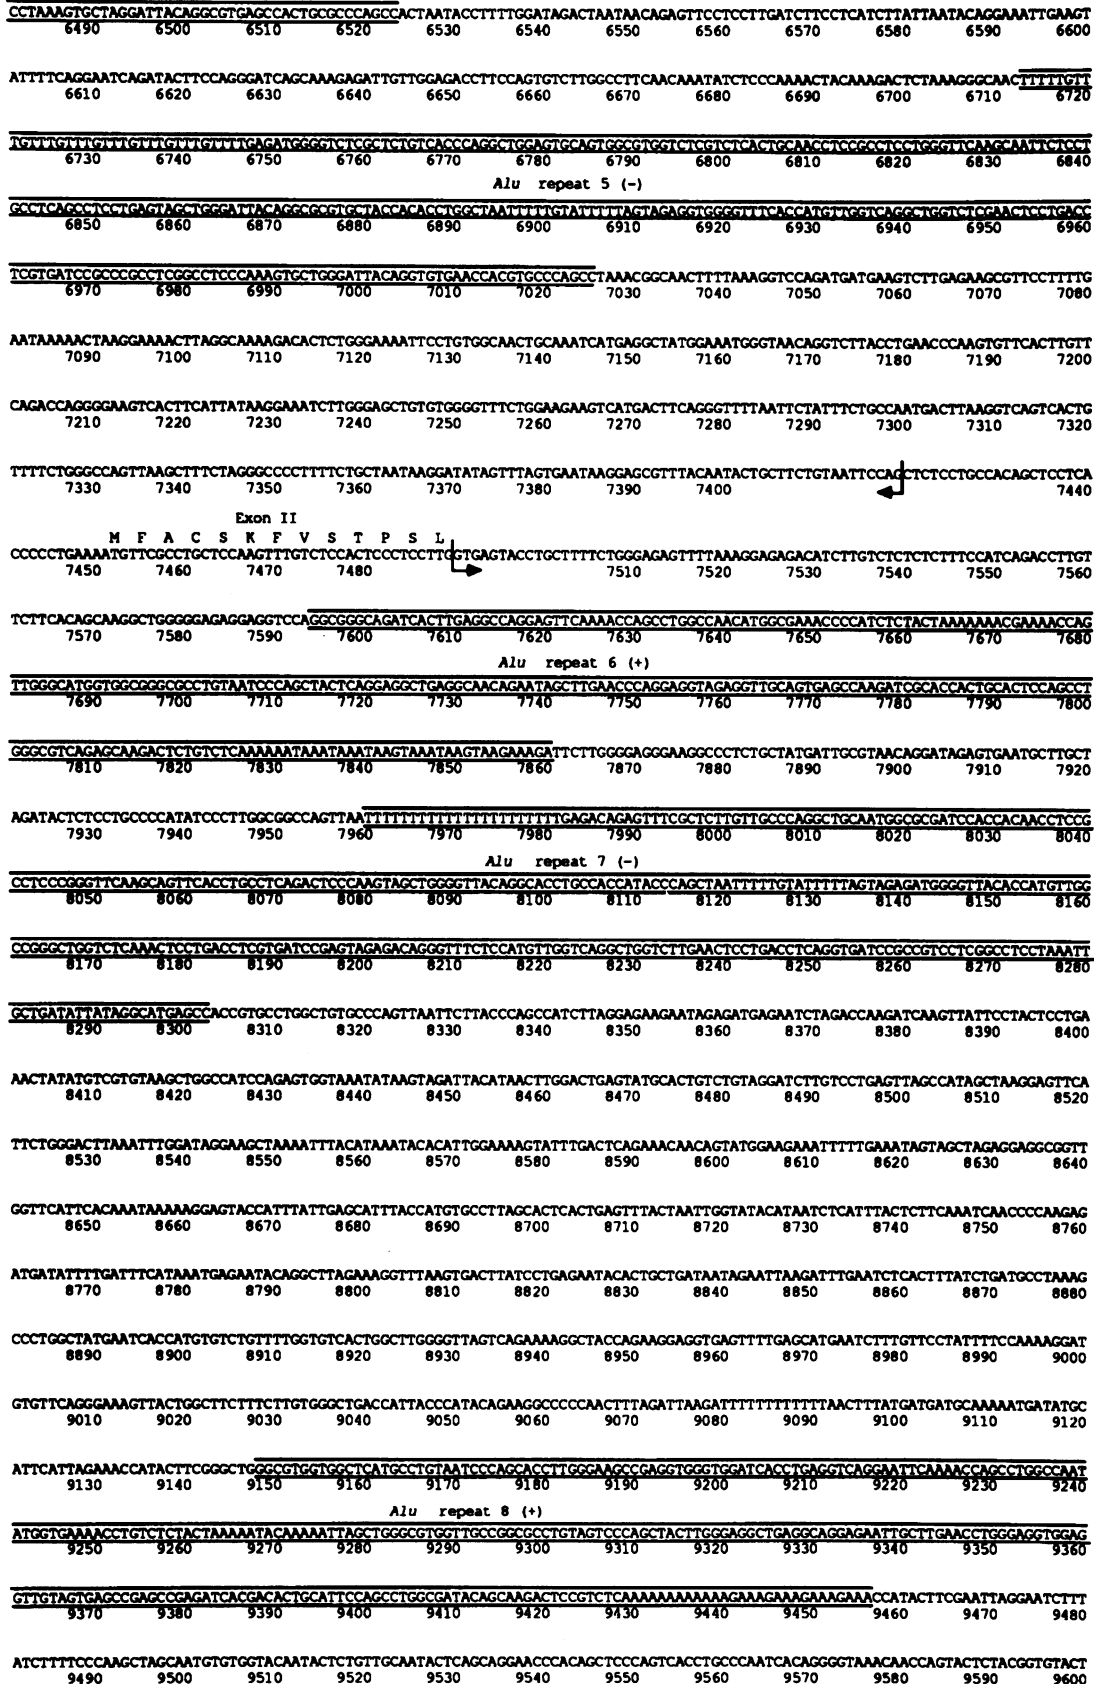 CCTAAAGTGCTAGGATTACAGGCGTGAGCCACTGCGCCCAGCCACTAATACCTTTTGGATAGACTAATAACAGAGTTCCTCCTTGATCTTCCTCATCTTATTAATACAGGAAATTGAAGT
6490 6500 6510 6520 6530 6540 6550 6560 6570 6580 6590 6600
ATTTTCAGGAATCAGATACTTCCAGGGATCAGCAAAGAGATTGTTGGAGACCTTCCAGTGTCTTGGCCTTCAACAAATATCTCCCAAAACTACAAAGACTCTAAAGGGCAACTTTTTGTT
6610 6620 6630 6640 6650 6660 6670 6680 6690 6700 6710 6720
TGTTTGTTTGTTTGTTTGTTTGTTTTGAGATGGGGTCTCGCTCTGTCACCCAGGCTGGAGTGCAGTGGCGTGGTCTCGTCTCACTGCAACCTCCGCCTCCTGGGTTCAAGCAATTCTCCT
6730 6740 6750 6760 6770 6780 6790 6800 6810 6820 6830 6840
Alu repeat 5 (-)
GCCTCAGCCTCCTGAGTAGCTGGGATTACAGGCGCGTGCTACCACACCTGGCTAATTTTTGTATTTTTAGTAGAGGTGGGGTTTCACCATGTTGGTCAGGCTGGTCTCGAACTCCTGACC
6850 6860 6870 6880 6890 6900 6910 6920 6930 6940 6950 6960
TCGTGATCCGCCCGCCTCGGCCTCCCAAAGTGCTGGGATTACAGGTGTGAACCACGTGCCCAGCCTAAACGGCAACTTTTAAAGGTCCAGATGATGAAGTCTTGAGAAGCGTTCCTTTTG
6970 6980 6990 7000 7010 7020 7030 7040 7050 7060 7070 7080
AATAAAAACTAAGGAAAACTTAGGCAAAAGACACTCTGGGAAAATTCCTGTGTGGCAACTGCAAATCATGAGGCTATGGAAATGGGTAACAGGTCTTACCTGAACCCAAGTGTTCACTTGTT
7090 7100 7110 7120 7130 7140 7150 7160 7170 7180 7190 7200
CAGACCAGGGGAAGTCACTTCATTATAAGGAAATCTTGGGAGCTGTGTGGGGTTTCTGGAAGAAGTCATGACTTCAGGGTTTTAATTCTATTTCTGCCAATGACTTAAGGTCAGTCACTG
7210 7220 7230 7240 7250 7260 7270 7280 7290 7300 7310 7320
TTTTCTGGGCCAGTTAAGCTTTCTAGGGCCCCTTTTCTGCTAATAAGGATATAGTTTAGTGAATAAGGAGCGTTTACAATACTGCTTCTGTAATTCCAGCTCTCCTGCCACAGCTCCTCA
7330 7340 7350 7360 7371 7380 7390 7400 7440
Exon II
M F A C S K F V S T P S L
CCCCCTGAAAATGTTCGCCTGCTCCAAGTTTGTCTCCACTCCCTCCTTGGTGAGTACCTGCTTTTCTGGGAGAGTTTTAAAGGAGAGACATCTTGTCTCTCTCTTTCCATCAGACCTTGT
7450 7460 7470 7480 7510 7520 7530 7540 7550 7560
TCTTCACAGCAAGGCTGGGGGAGAGGAGGTCCAGGCGGGCAGATCACTTGAGGCCAGGAGTTCAAAACCAGCCTGGCCAACATGGCGAAACCCCATCTCTACTAAAAAAACGAAAACCAG
7570 7580 7590 7600 7610 7620 7630 7640 7650 7660 7670 7680
Alu repeat 6 (+)
TTGGGCATGGTGGCGGGCGCCTGTAATCCCAGCTACTCAGGAGGCTGAGGCAACAGAATAGCTTGAACCCAGGAGGTAGAGGTTGCAGTGAGCCAAGATCGCACCACTGCACTCCAGCCT
7690 7700 7710 7720 7730 7740 7750 7760 7770 7780 7790 7800
GGGCGTCAGAGCAAGACTCTGTCTCAAAAAAATAAATAAATAAGTAAATAAGTAAGAAAGATTCTTGGGGAGGGAAGGCCCTCTGCTATGATTGCGTAACAGGATAGAGTGAATGCTTGCT
7810 7820 7830 7840 7850 7860 7870 7880 7890 7900 7910 7920
AGATACTCTCCTGCCCCATATCCCTTGGCGGCCAGTTAATTTTTTTTTTTTTTTTTTTTTTGAGACAGAGTTTCGCTCTTGTTGCCCAGGCTGCAATGGCGCGATCCACCACAACCTCCG
7930 7940 7950 7960 7970 7980 7990 8000 8010 8020 8030 8040
Alu repeat 7 (-)
CCTCCCGGGTTCAAGCAGTTCACCTGCCTCAGACTCCCAAGTAGCTGGGGTTACAGGCACCTGCCACCATACCCAGCTAATTTTTGTATTTTTAGTAGAGATGGGGTTACACCATGTTGG
8050 8060 8070 8080 8090 8100 8110 8120 8130 8140 8150 8160
CCGGGCTGGTCTCAAACTCCTGACCTCGTGATCCGAGTAGAGACAGGGTTTCTCCATGTTGGTCAGGCTGGTCTTGAACTCCTGACCTCAGGTGATCCGCCGTCCTCGGCCTCCTAAATT
8170 8180 8190 8200 8210 8220 8230 8240 8250 8260 8270 8280
GCTGATATTATAGGCATGAGCCACCGTGCCTGGCTGTGCCCAGTTAATTCTTACCCAGCCATCTTAGGAGAAGAATAGAGATGAGAATCTAGACCAAGATCAAGTTATTCCTACTCCTGA
8290 8300 8310 8320 8330 8340 8350 8360 8370 8380 8390 8400
AACTATATGTCGTGTAAGCTGGCCATCCAGAGTGGTAAATATAAGTAGATTACATAACTTGGACTGAGTATGCACTGTCTGTAGGATCTTGTCCTGAGTTAGCCATAGCTAAGGAGTTCA
8410 8420 8430 8440 8450 8460 8470 8480 8490 8500 8510 8520
TTCTGGGACTTAAATTTGGATAGGAAGCTAAAATTTACATAAATACACATTGGAAAAGTATTTGACTCAGAAACAACAGTATGGAAGAAATTTTTGAAATAGTAGCTAGAGGAGGCGGTT
8530 8540 8550 8560 8570 8580 8590 8600 8610 8620 8630 8640
GGTTCATTCACAAATAAAAAGGAGTACCATTTATTGAGCATTTACCATGTGCCTTAGCACTCACTGAGTTTACTAATTGGTATACATAATCTCATTTACTCTTCAAATCAACCCCAAGAG
8650 8660 8670 8680 8690 8700 8710 8720 8730 8740 8750 8760
ATGATATTTTGATTTCATAAATGAGAATACAGGCTTAGAAAGGTTTAAGTGACTTATCCTGAGAATACACTGCTGATAATAGAATTAAGATTTGAATCTCACTTTATCTGATGCCTAAAG
8770 8780 8790 8800 8810 8820 8830 8840 8850 8860 8870 8880
CCCTGGCTATGAATCACCATGTGTCTGTTTTGGTGTCACTGGCTTGGGGTTAGTCAGAAAAGGCTACCAGAAGGAGGTGAGTTTTGAGCATGAATCTTTGTTCCTATTTTCCAAAAGGAT
8890 8900 8910 8920 8930 8940 8950 8960 8970 8980 8990 9000
GTGTTCAGGGAAAGTTACTGGCTTCTTTCTTGTGGGCTGACCATTACCCATACAGAAGGCCCCCAACTTTAGATTAAGATTTTTTTTTTTTAACTTTATGATGATGCAAAAATGATATGC
9010 9020 9030 9040 9050 9060 9070 9080 9090 9100 9110 9120
ATTCATTAGAAACCATACTTCGGGCTGGGCGTGGTGGCTCATGCCTGTAATCCCAGCACCTTGGGAAGCCGAGGTGGGTGGATCACCTGAGGTCAGGAATTCAAAACCAGCCTGGCCAAT
9130 9140 9150 9160 9170 9180 9190 9200 9210 9220 9230 9240
Alu repeat 8 (+)
ATGGTGAAAACCTGTCTCTACTAAAAATACAAAAATTAGCTGGGCGTGGTTGCCGGCGCCTGTAGTCCCAGCTACTTGGGAGGCTGAGGCAGGAGAATTGCTTGAACCTGGGAGGTGGAG
9250 9260 9270 9280 9290 9300 9310 9320 9330 9340 9350 9360
GTTGTAGTGAGCCGAGCCGAGATCACGACACTGCATTCCAGCCTGGCGATACAGCAAGACTCCGTCTCAAAAAAAAAAAAGAAAGAAAGAAAGAAACCATACTTCGAATTAGGAATCTTT
9370 9380 9390 9400 9410 9420 9430 9440 9450 9460 9470 9480
ATCTTTTCCCAAGCTAGCAATGTGTGGTACAATACTCTGTTGCAATACTCAGCAGGAACCCACAGCTCCCAGTCACCTGCCCAATCACAGGGGTAAACAACCAGTACTCTACGGTGTACT
9490 9500 9510 9520 9530 9540 9550 9560 9570 9580 9590 9600